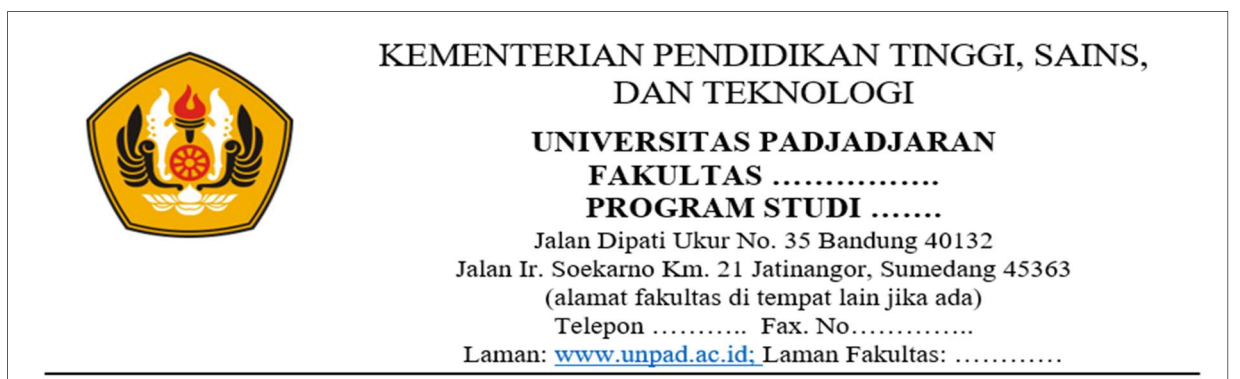 KEMENTERIAN PENDIDIKAN TINGGI, SAINS,
DAN TEKNOLOGI
UNIVERSITAS PADJADJARAN
FAKULTAS ................
PROGRAM STUDI .......
Jalan Dipati Ukur No. 35 Bandung 40132
Jalan Ir. Soekarno Km. 21 Jatinangor, Sumedang 45363
(alamat fakultas di tempat lain jika ada)
Telepon ........... Fax. No.............
Laman: www.unpad.ac.id; Laman Fakultas: ............